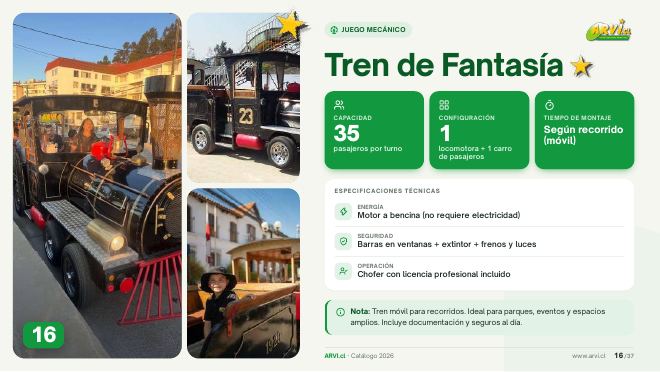 ARVI.cl
23
16
JUEGO MECÁNICO
ARVI.cl
Tren de Fantasía
CAPACIDAD
35
pasajeros por turno
CONFIGURACIÓN
1
locomotora + 1 carro
de pasajeros
TIEMPO DE MONTAJE
Según recorrido
(móvil)
ESPECIFICACIONES TÉCNICAS
ENERGÍA
Motor a bencina (no requiere electricidad)
SEGURIDAD
Barras en ventanas + extintor + frenos y luces
OPERACIÓN
Chofer con licencia profesional incluido
Nota: Tren móvil para recorridos. Ideal para parques, eventos y espacios
amplios. Incluye documentación y seguros al día.
ARVI.cl · Catálogo 2026
www.arvi.cl
16/37